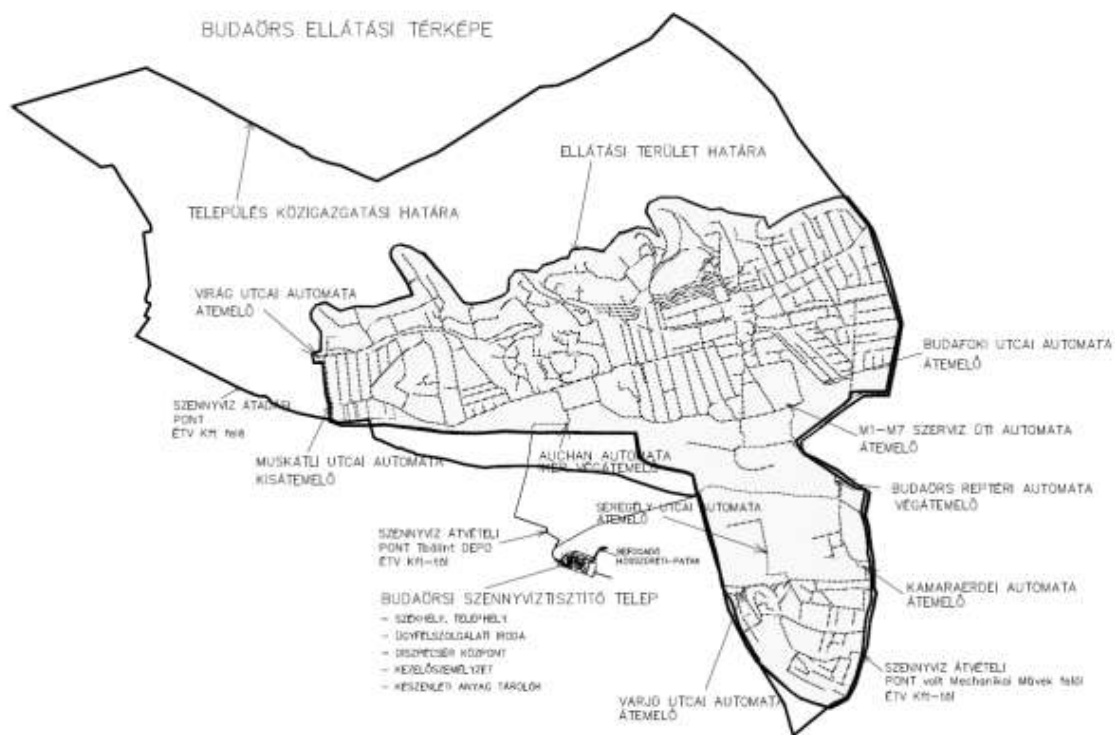 BUDAÖRS ELLÁTÁSI TÉRKÉPE
ELLÁTÁSI TERÜLET HATÁRA
TELEPÜLÉS KÖZIGAZGATÁSI HATÁRA
VIRÁG UTCAI AUTOMATA
ÁTEMELŐ
BUDAFOKI UTCAI AUTOMATA
ÁTEMELŐ
SZENNYVÍZ ÁTADÁSI
PONT
ÉTV Kft felé
M1-M7 SZERVIZ ÚTI AUTOMATA
ÁTEMELŐ
MUSKÁTLI UTCAI AUTOMATA
KISÁTEMELŐ
AUCHAN AUTOMATA
IKER VÉGÁTEMELŐ
BUDAÖRS REPTÉRI AUTOMATA
VÉGÁTEMELŐ
SEREGÉLY UTCAI AUTOMATA
ÁTEMELŐ
SZENNYVÍZ ÁTVÉTELI
PONT Tbálint DEPO
ÉTV Kft-től
BEFOGADÓ
HOSSZÚRÉTI-PATAK
KAMARAERDEI AUTOMATA
ÁTEMELŐ
BUDAÖRSI SZENNYVÍZTISZTÍTÓ TELEP
- SZÉKHELY, TELEPHELY
- ÜGYFÉLSZOLGÁLATI IRODA
- DISZPÉCSER KÖZPONT
- KEZELŐSZEMÉLYZET
- KÉSZENLÉTI ANYAG TÁROLÓK
SZENNYVÍZ ÁTVÉTELI
PONT volt Mechanikai Művek felől
ÉTV Kft-től
VARJÚ UTCAI AUTOMATA
ÁTEMELŐ